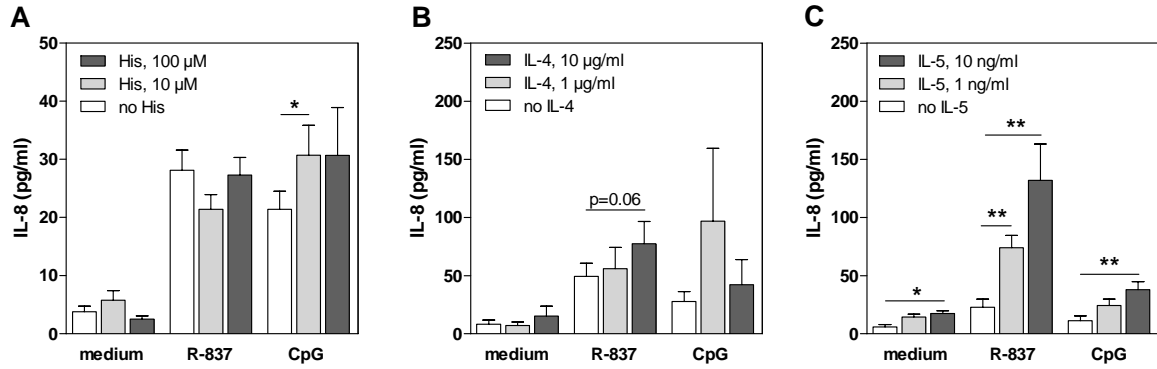 A
IL-8 (pg/ml)
50
40
30
20
10
0
His, 100 µM
His, 10 µM
no His
*
medium R-837 CpG
B
IL-8 (pg/ml)
250
200
150
100
50
0
IL-4, 10 µg/ml
IL-4, 1 µg/ml
no IL-4
p=0.06
medium R-837 CpG
C
IL-8 (pg/ml)
250
200
150
100
50
0
IL-5, 10 ng/ml
IL-5, 1 ng/ml
no IL-5
**
**
**
*
medium R-837 CpG